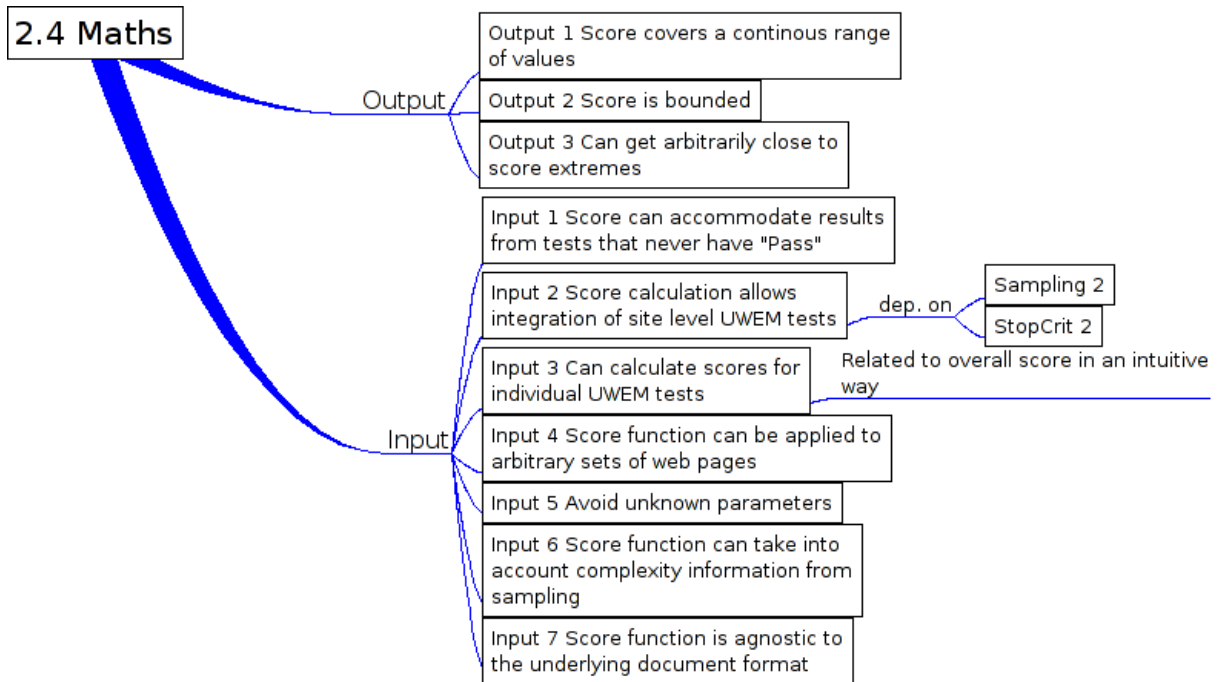 2.4 Maths
Output
Output 1 Score covers a continous range
of values
Output 2 Score is bounded
Output 3 Can get arbitrarily close to
score extremes
Input
Input 1 Score can accommodate results
from tests that never have "Pass"
Input 2 Score calculation allows
integration of site level UWEM tests
dep. on
Sampling 2
StopCrit 2
Input 3 Can calculate scores for
individual UWEM tests
Related to overall score in an intuitive
way
Input 4 Score function can be applied to
arbitrary sets of web pages
Input 5 Avoid unknown parameters
Input 6 Score function can take into
account complexity information from
sampling
Input 7 Score function is agnostic to
the underlying document format